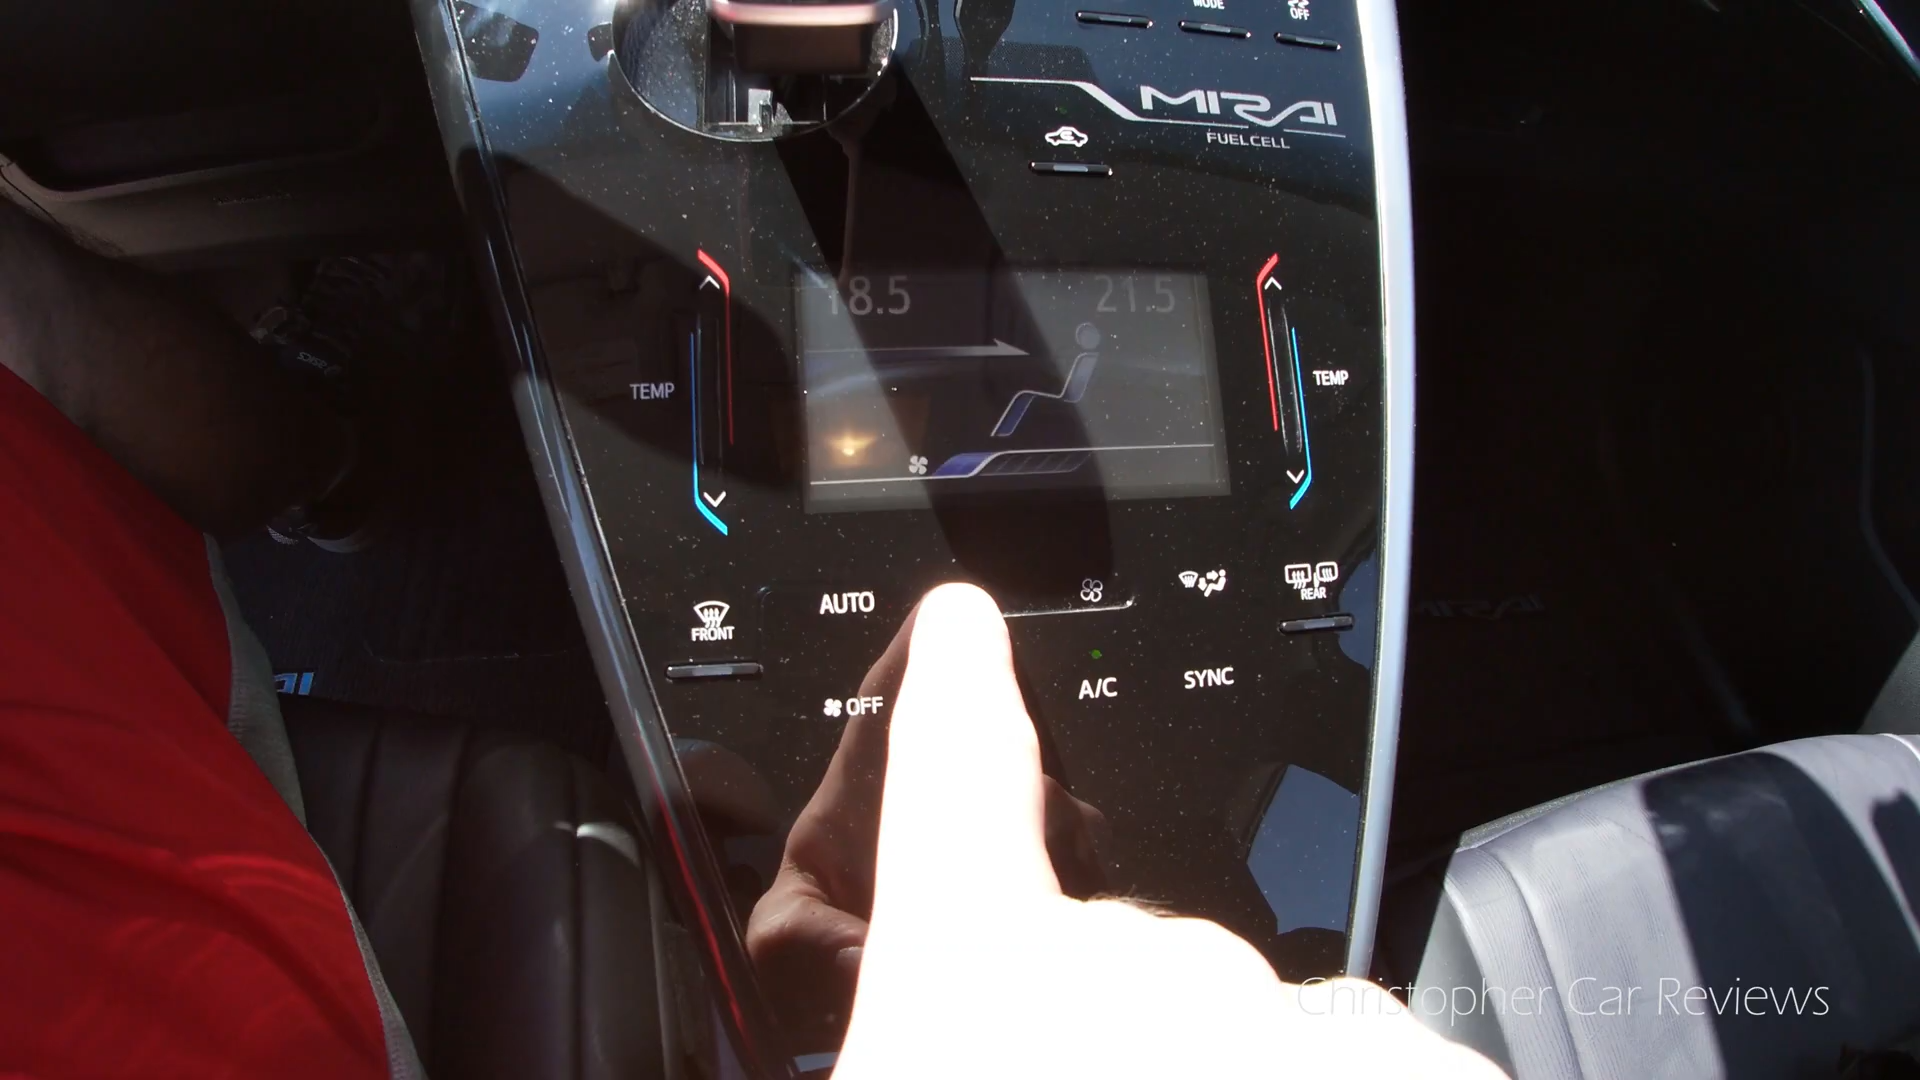 MODE
OFF
MIRAI
FUELCELL
18.5
21.5
TEMP
TEMP
AUTO
FRONT
REAR
OFF
A/C
SYNC
Christopher Car Reviews